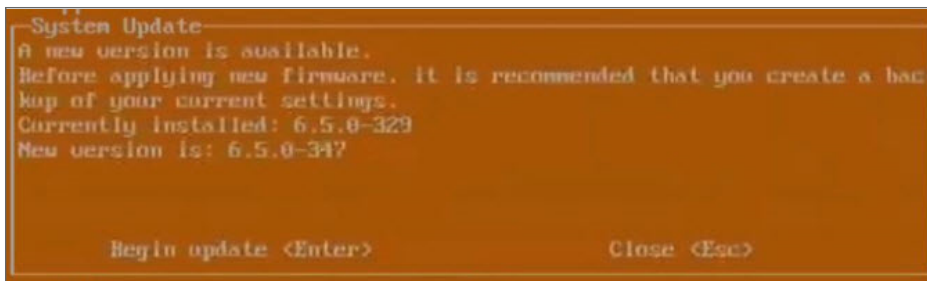 System Update
A new version is available.
Before applying new firmware, it is recommended that you create a bac
kup of your current settings.
Currently installed: 6.5.0-329
New version is: 6.5.0-347
Begin update <Enter> Close <Esc>